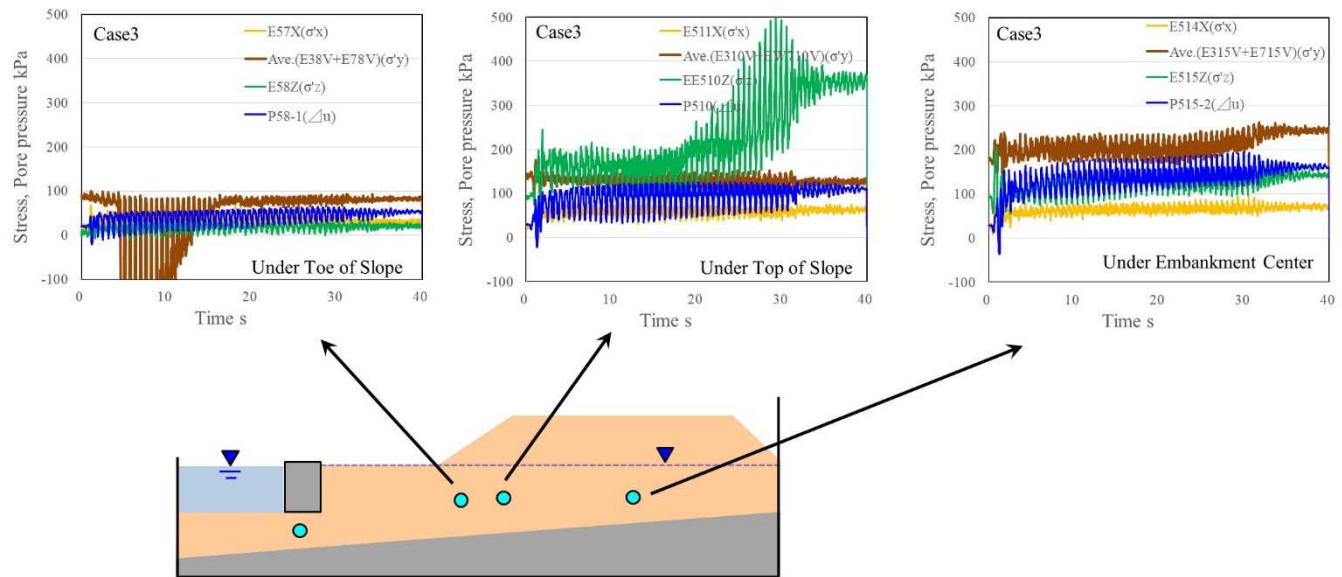 500
400
300
200
100
0
-100
Stress, Pore pressure kPa
Case3
E57X(σ'x)
Ave.(E38V+E78V)(σ'y)
E58Z(σ'z)
P58-1(⊿u)
Under Toe of Slope
0 10 20 30 40
Time s
500
400
300
200
100
0
-100
Stress, Pore pressure kPa
Case3
E511X(σ'x)
Ave.(E310V+EW710V)(σ'y)
EE510Z(σ'z)
P510(⊿u)
Under Top of Slope
0 10 20 30 40
Time s
500
400
300
200
100
0
-100
Stress, Pore pressure kPa
Case3
E514X(σ'x)
Ave.(E315V+E715V)(σ'y)
E515Z(σ'z)
P515-2(⊿u)
Under Embankment Center
0 10 20 30 40
Time s